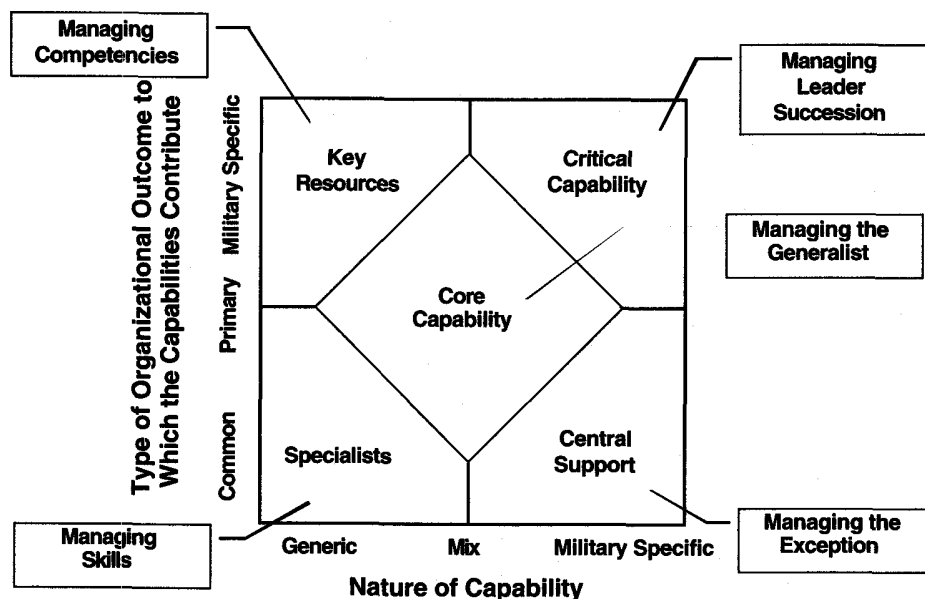 Managing
Competencies
Managing
Leader
Succession
Type of Organizational Outcome to
Which the Capabilities Contribute
Military Specific
Primary
Common
Key
Resources
Critical
Capability
Managing the
Generalist
Core
Capability
Specialists
Central
Support
Managing
Skills
Managing the
Exception
Generic
Mix
Military Specific
Nature of Capability